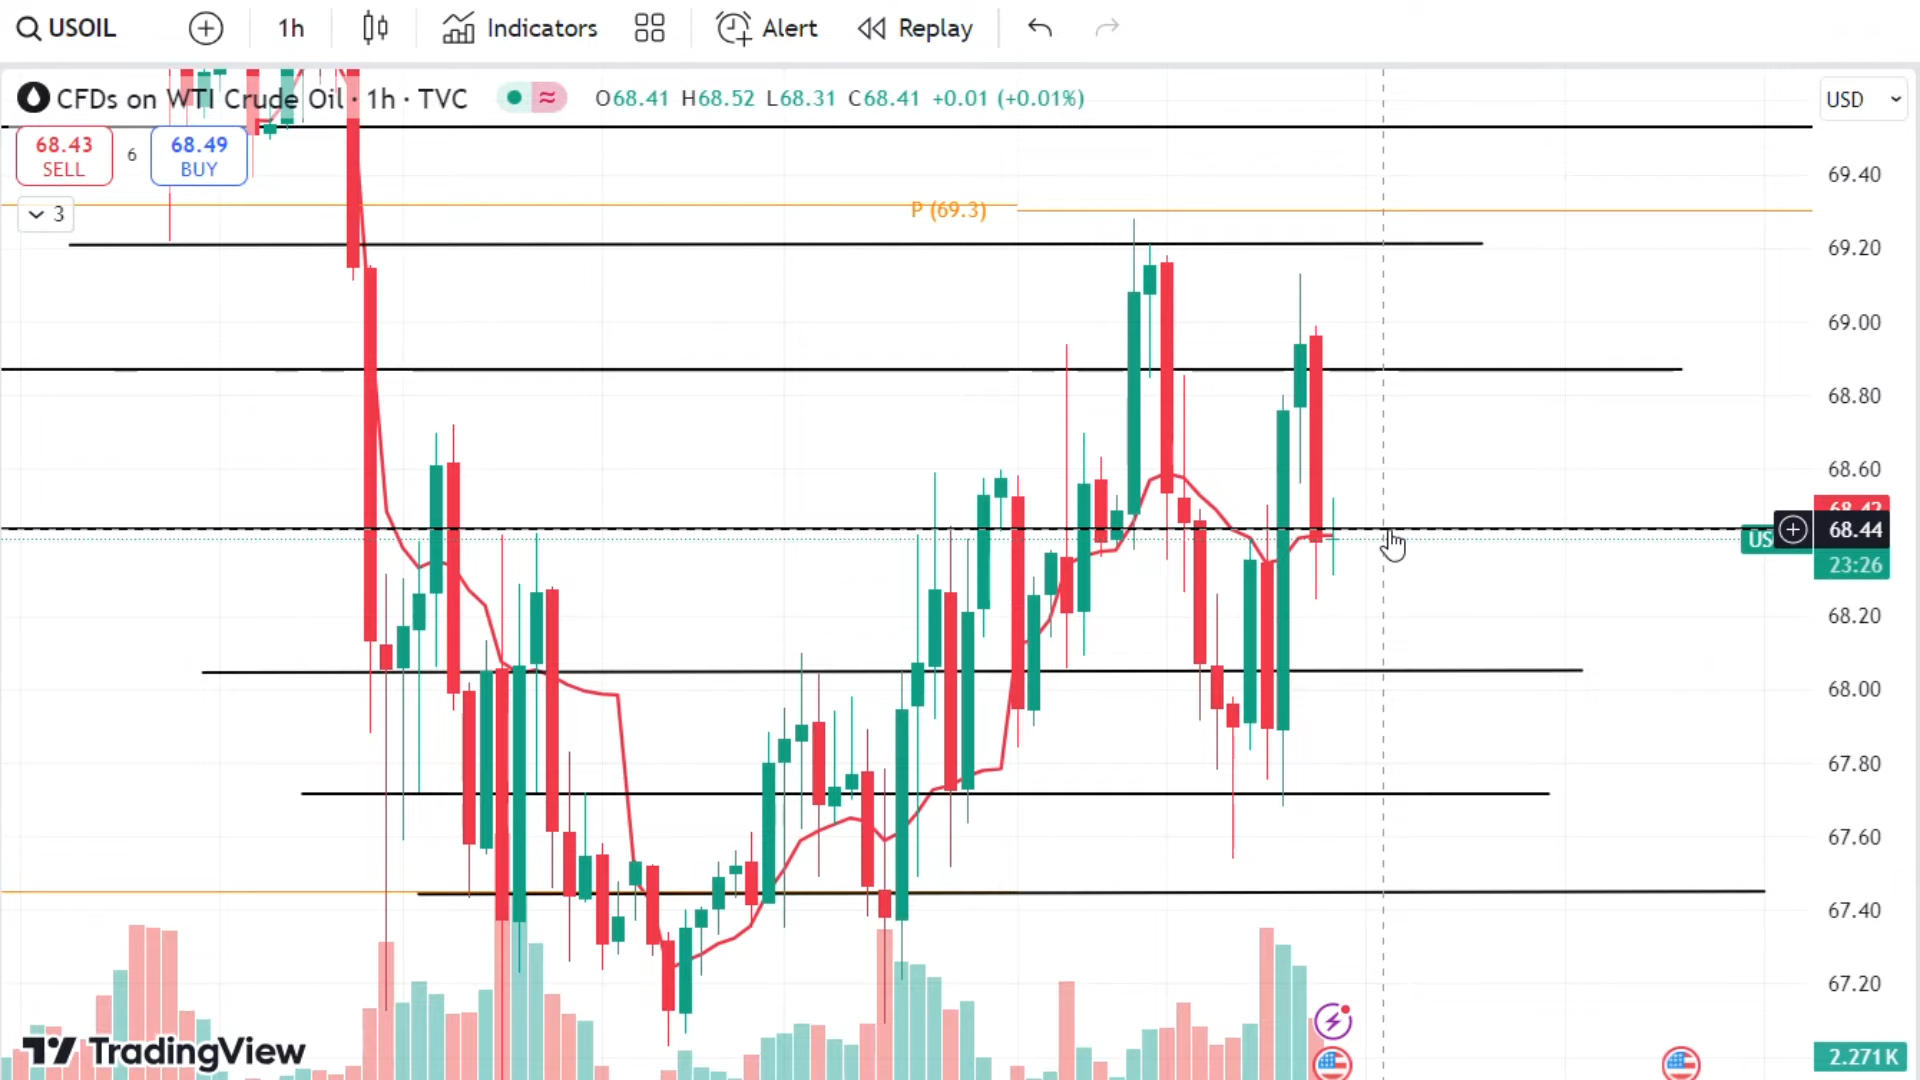 USOIL 1h Indicators Alert Replay
CFDs on WTI Crude Oil · 1h · TVC O68.41 H68.52 L68.31 C68.41 +0.01 (+0.01%)
USD
68.43
SELL
6
68.49
BUY
3
P (69.3)
69.40
69.20
69.00
68.80
68.60
US
68.44
23:26
68.20
68.00
67.80
67.60
67.40
67.20
TradingView
2.271K